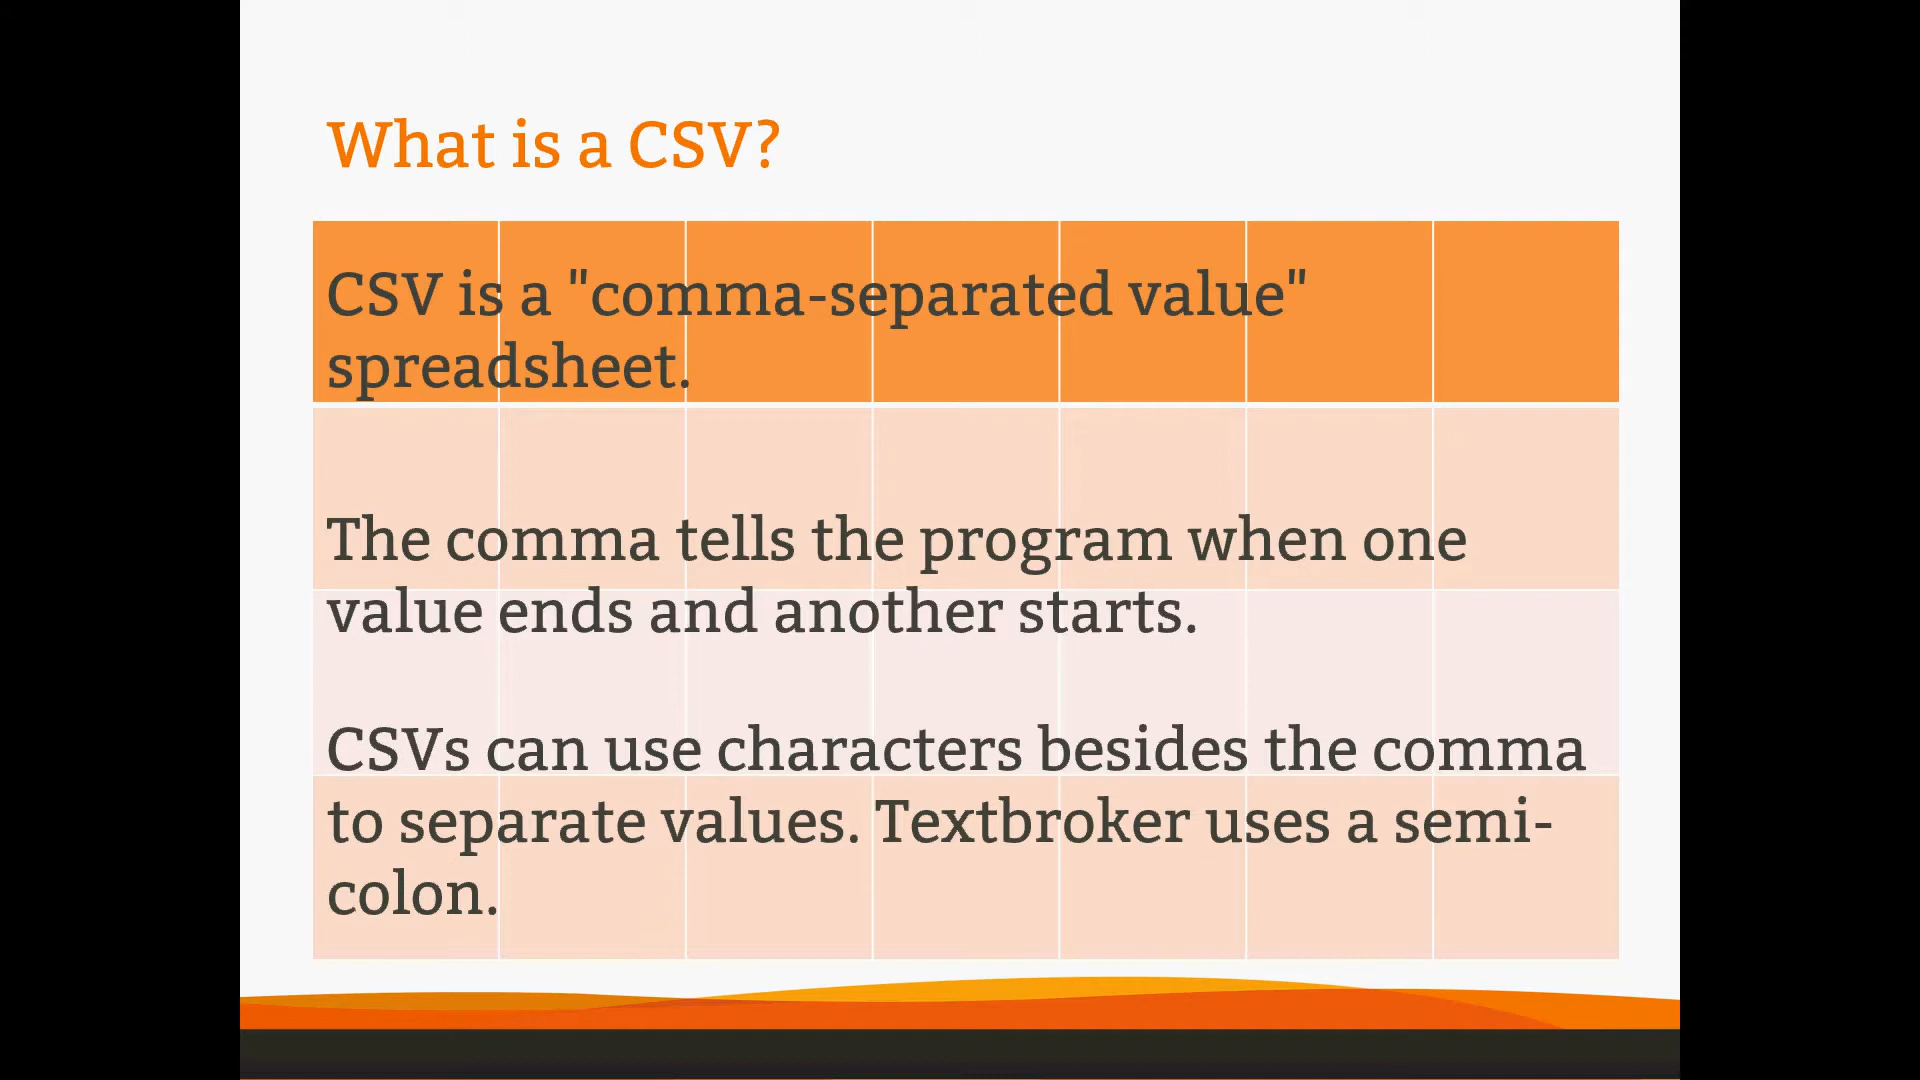 What is a CSV?
CSV is a "comma-separated value"
spreadsheet.
The comma tells the program when one
value ends and another starts.
CSVs can use characters besides the comma
to separate values. Textbroker uses a semi-
colon.